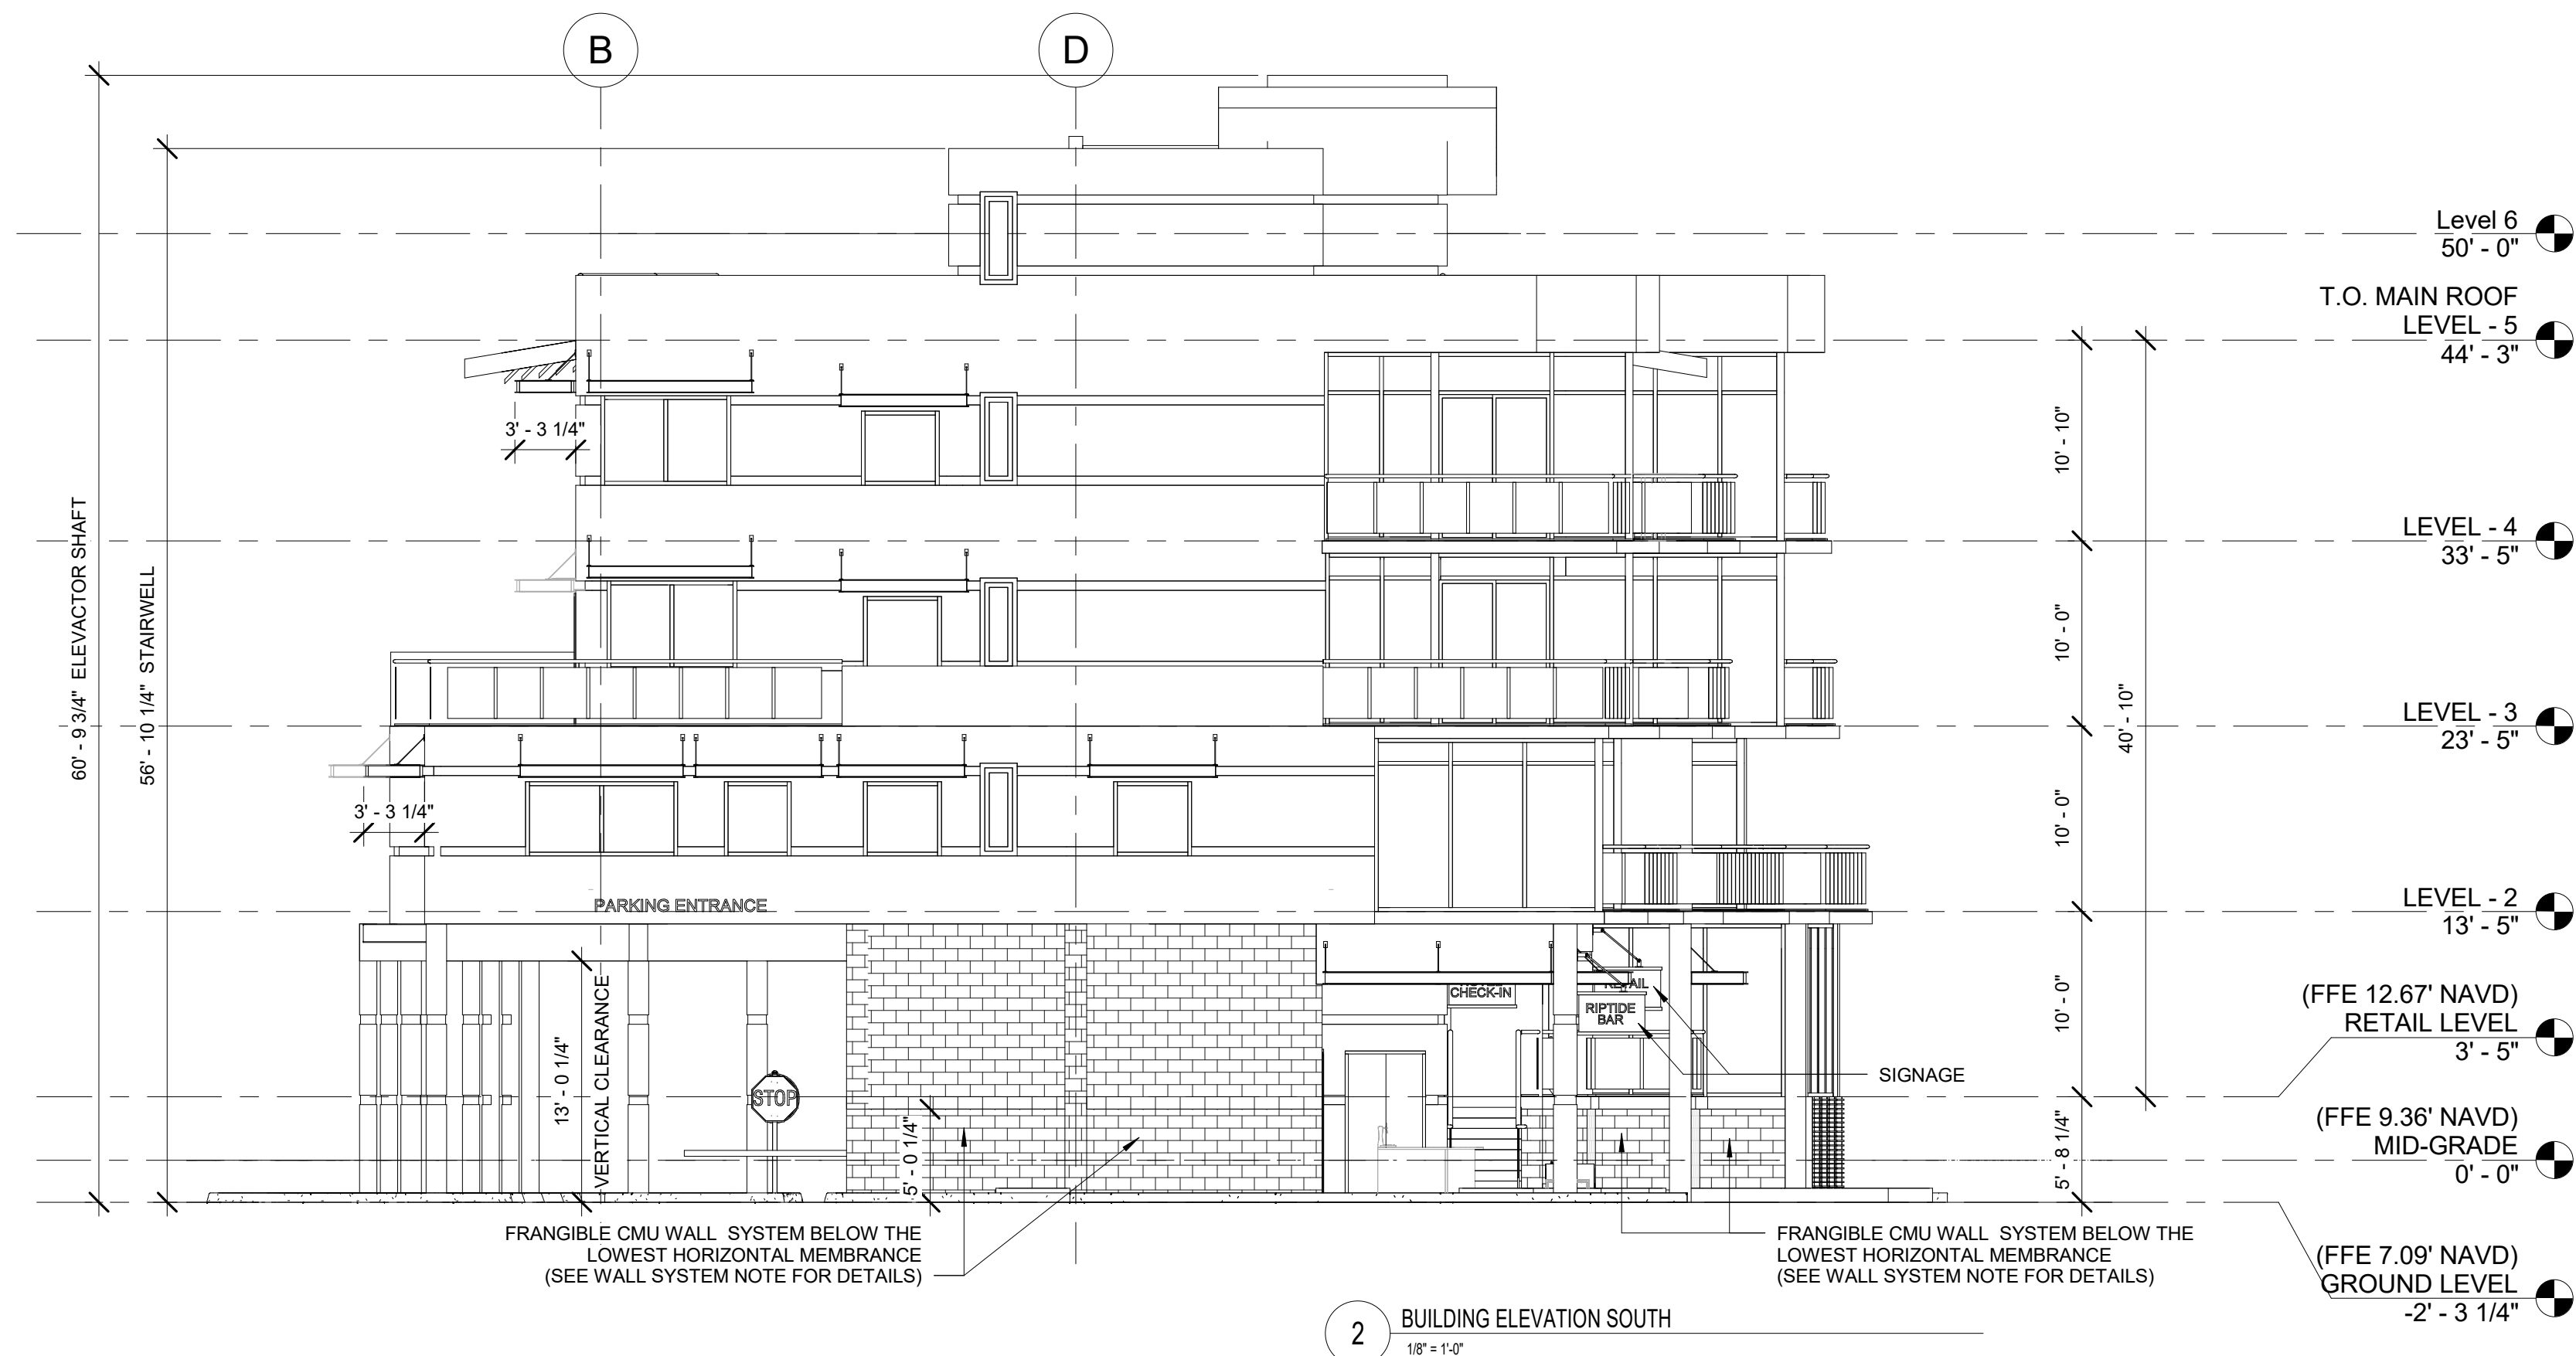 B
D
Level 6
50' - 0"
T.O. MAIN ROOF
LEVEL - 5
44' - 3"
3' - 3 1/4"
10' - 10"
LEVEL - 4
33' - 5"
60' - 9 3/4" ELEVACTOR SHAFT
56' - 10 1/4" STAIRWELL
10' - 0"
40' - 10"
LEVEL - 3
23' - 5"
3' - 3 1/4"
10' - 0"
PARKING ENTRANCE
LEVEL - 2
13' - 5"
13' - 0 1/4"
VERTICAL CLEARANCE
CHECK-IN
RETAIL
RIPTIDE
BAR
10' - 0"
(FFE 12.67' NAVD)
RETAIL LEVEL
3' - 5"
STOP
SIGNAGE
5' - 0 1/4"
5' - 8 1/4"
(FFE 9.36' NAVD)
MID-GRADE
0' - 0"
FRANGIBLE CMU WALL SYSTEM BELOW THE
LOWEST HORIZONTAL MEMBRANCE
(SEE WALL SYSTEM NOTE FOR DETAILS)
FRANGIBLE CMU WALL SYSTEM BELOW THE
LOWEST HORIZONTAL MEMBRANCE
(SEE WALL SYSTEM NOTE FOR DETAILS)
(FFE 7.09' NAVD)
GROUND LEVEL
-2' - 3 1/4"
2
BUILDING ELEVATION SOUTH
1/8" = 1'-0"